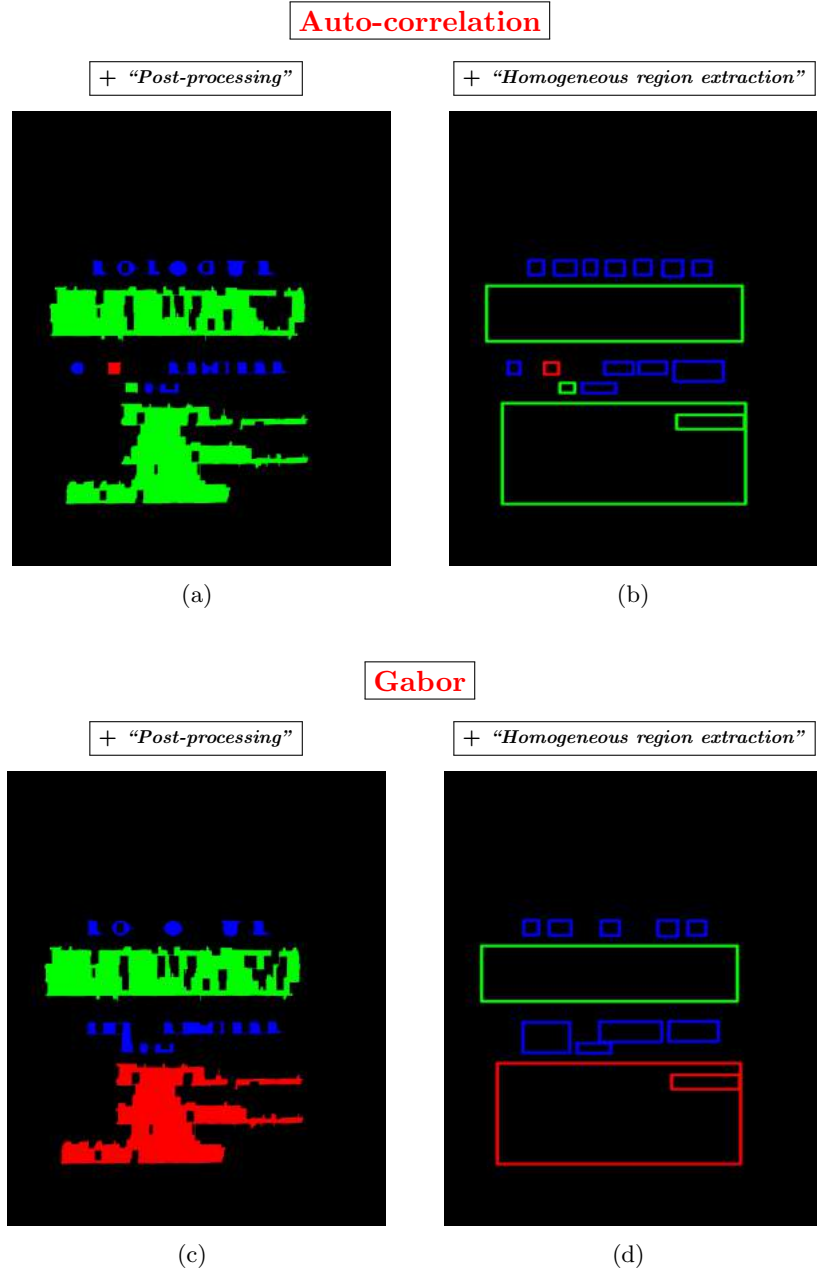 Auto-correlation
+ “Post-processing” + “Homogeneous region extraction”
(a) (b)
Gabor
+ “Post-processing” + “Homogeneous region extraction”
(c) (d)